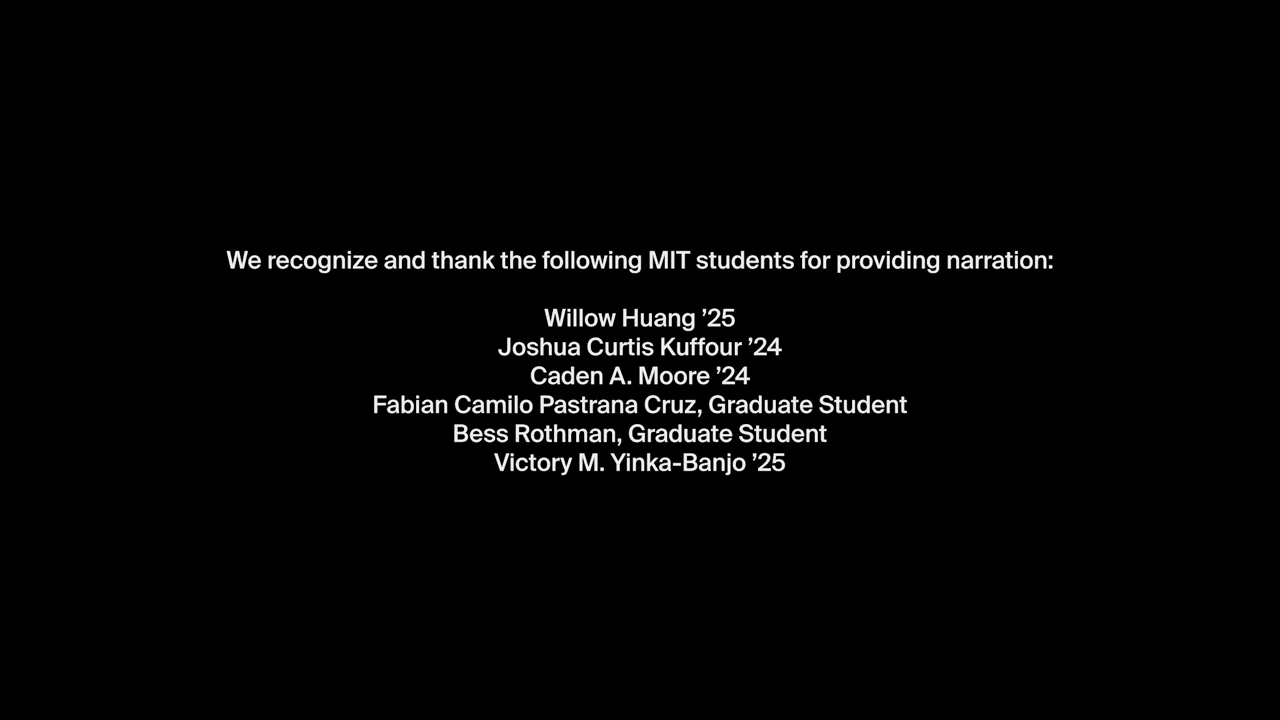 We recognize and thank the following MIT students for providing narration:
Willow Huang ’25
Joshua Curtis Kuffour ’24
Caden A. Moore ’24
Fabian Camilo Pastrana Cruz, Graduate Student
Bess Rothman, Graduate Student
Victory M. Yinka-Banjo ’25